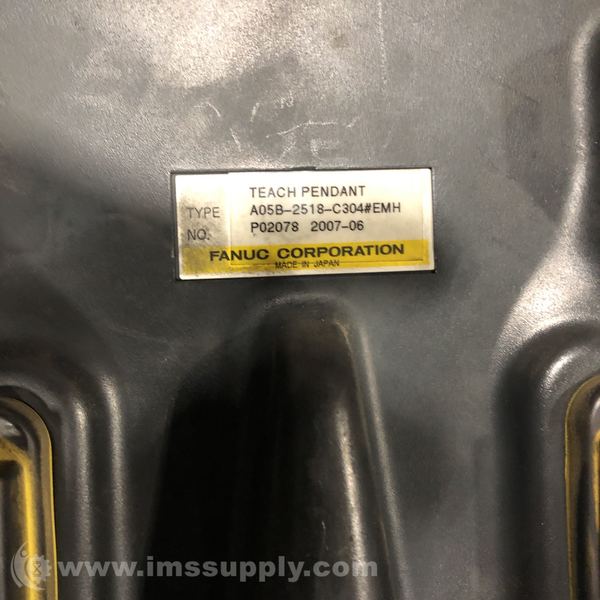 TEACH PENDANT
TYPE A05B-2518-C304#EMH
NO. P02078 2007-06
FANUC CORPORATION
MADE IN JAPAN
www.imssupply.com